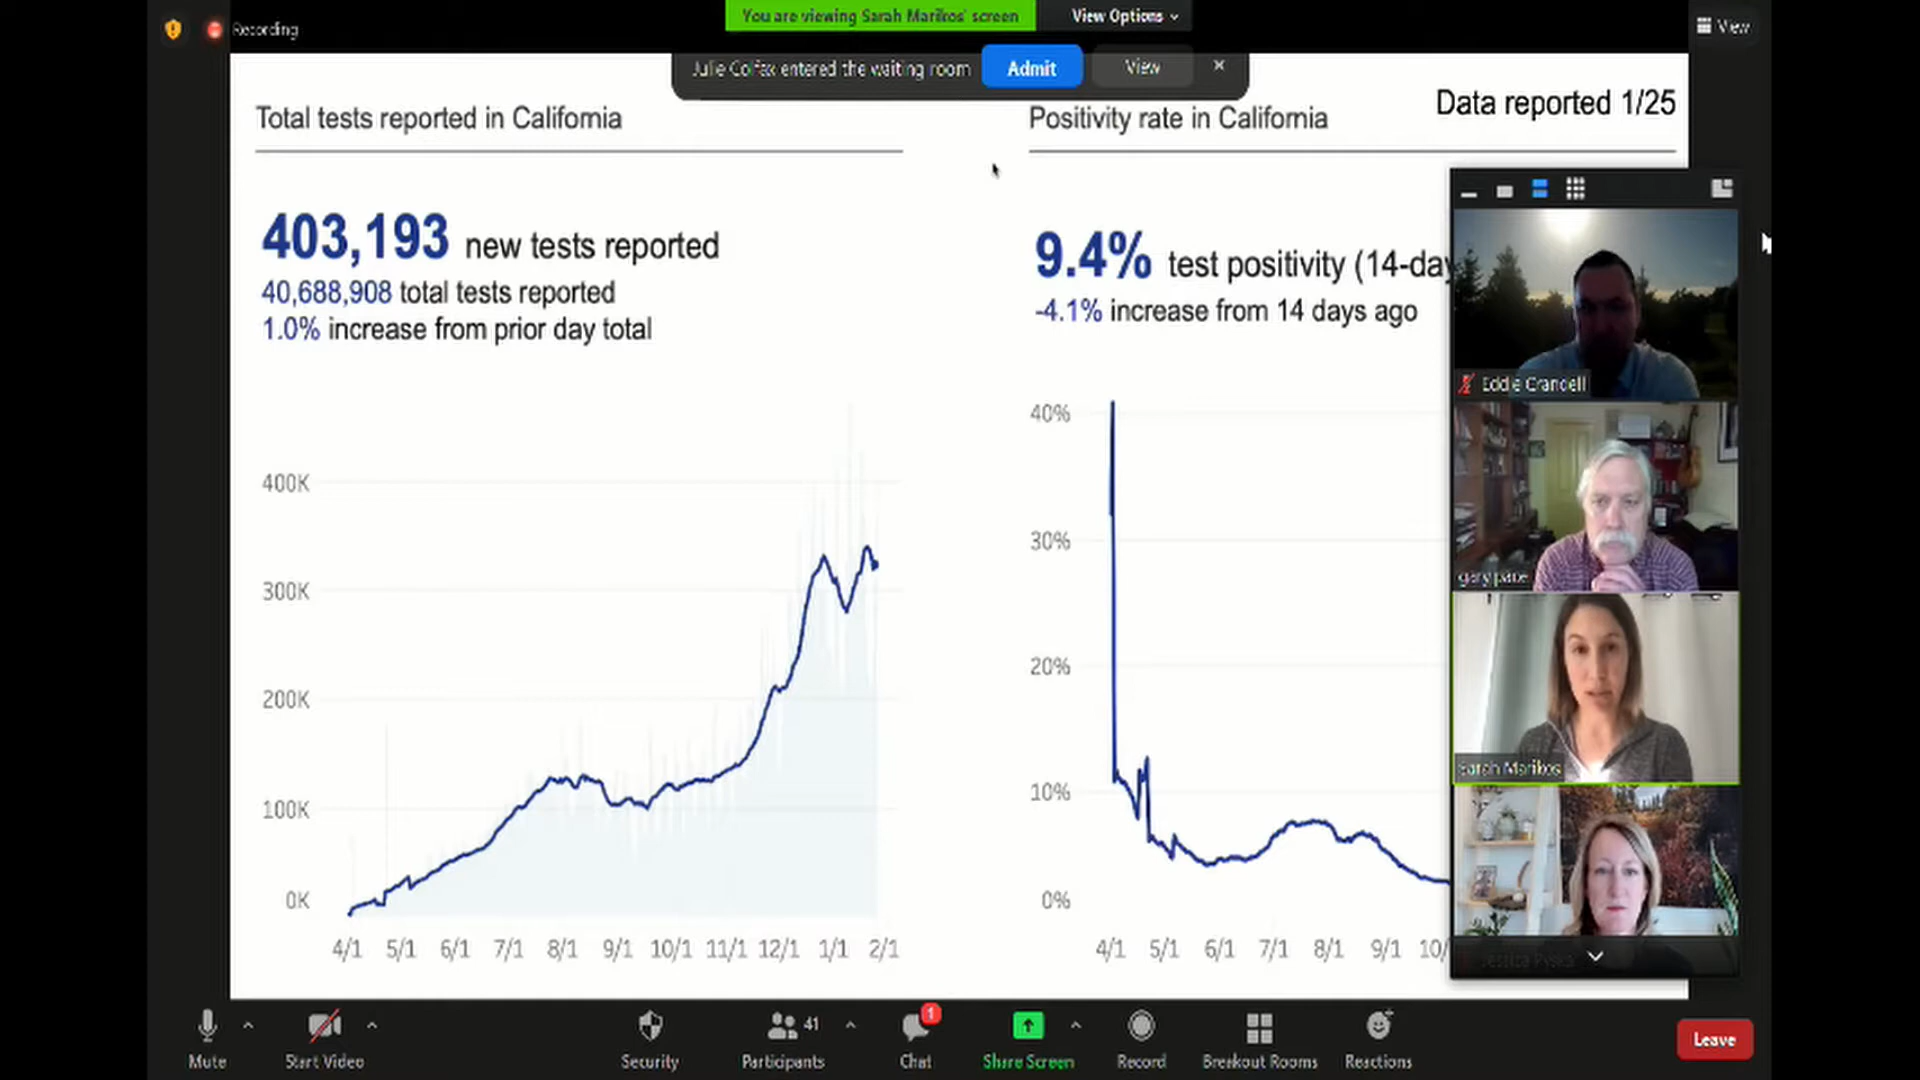 Recording
You are viewing Sarah Marikos' screen
View Options
View
Julie Colfax entered the waiting room
Admit
View
Total tests reported in California
Positivity rate in California
Data reported 1/25
403,193 new tests reported
40,688,908 total tests reported
1.0% increase from prior day total
9.4% test positivity (14-day
-4.1% increase from 14 days ago
400K
300K
200K
100K
0K
4/1 5/1 6/1 7/1 8/1 9/1 10/1 11/1 12/1 1/1 2/1
40%
30%
20%
10%
0%
4/1 5/1 6/1 7/1 8/1 9/1 10/
Eddie Crandell
gary pace
Sarah Marikos
Jessica Pyska
Mute
Start Video
Security
41
Participants
1
Chat
Share Screen
Record
Breakout Rooms
Reactions
Leave